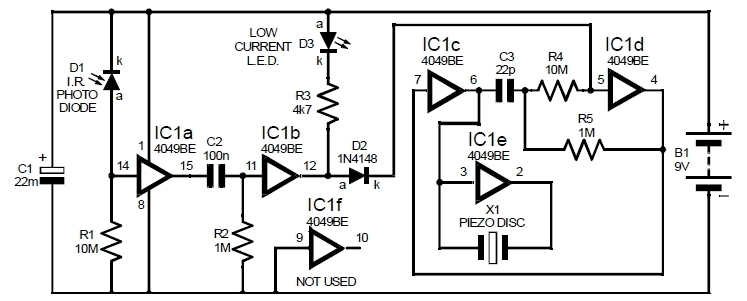 LOW
CURRENT
L.E.D.
a
D3
k
D1
I.R.
PHOTO
DIODE
k
a
C1
22m
+
R1
10M
1
IC1a
4049BE
14
15
8
C2
100n
R2
1M
IC1b
4049BE
11
12
R3
4k7
D2
1N4148
a
k
IC1f
4049BE
9
10
NOT USED
IC1c
4049BE
7
6
C3
22p
R4
10M
IC1d
4049BE
5
4
R5
1M
IC1e
4049BE
3
2
X1
PIEZO DISC
B1
9V
+
-